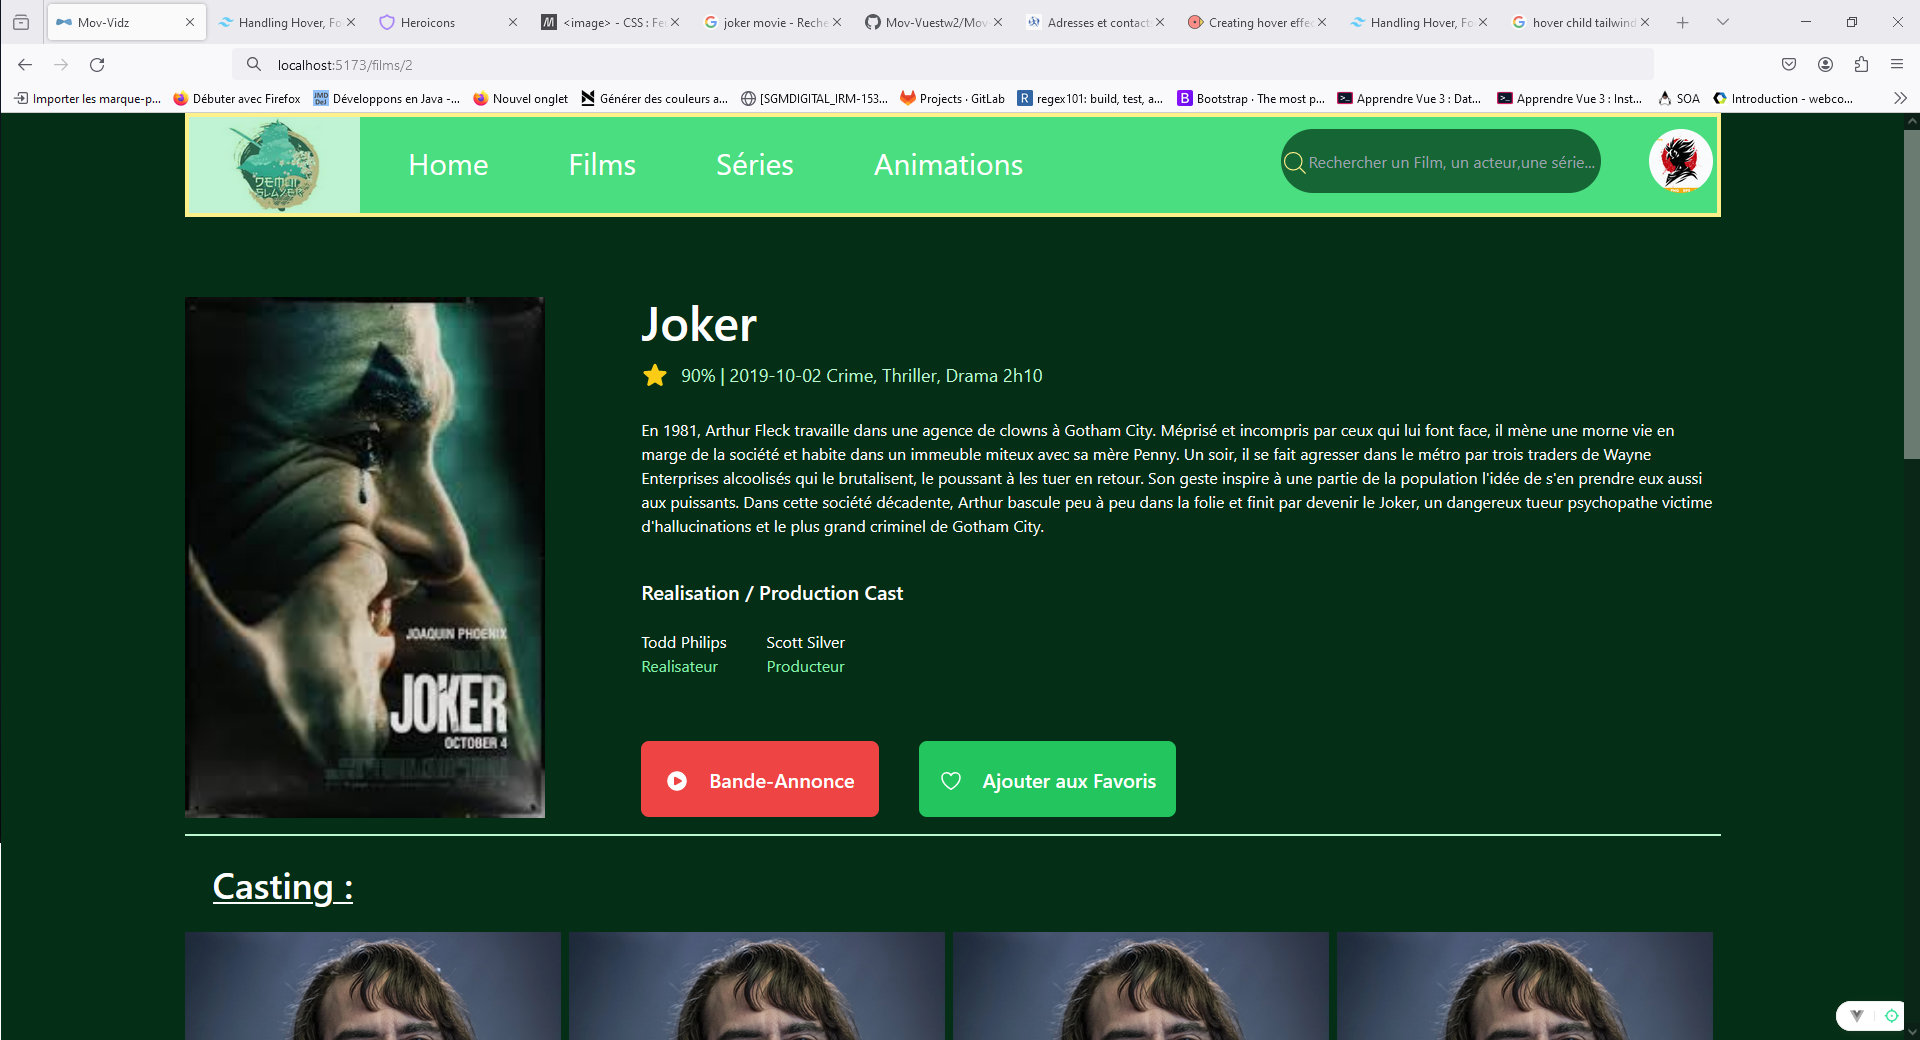 Mov-Vidz
Handling Hover, Fo
Heroicons
<image> - CSS : Feu
joker movie - Reche
Mov-Vuestw2/Mov-
Adresses et contact
Creating hover effec
Handling Hover, Fo
hover child tailwind
localhost:5173/films/2
Importer les marque-p...
Débuter avec Firefox
Développons en Java -...
Nouvel onglet
Générer des couleurs a...
[SGMDIGITAL_IRM-153...
Projects · GitLab
regex101: build, test, a...
Bootstrap · The most p...
Apprendre Vue 3 : Dat...
Apprendre Vue 3 : Inst...
SOA
Introduction - webco...
DEMON
SLAYER
Home
Films
Séries
Animations
Rechercher un Film, un acteur,une série...
Joker
90% | 2019-10-02 Crime, Thriller, Drama 2h10
En 1981, Arthur Fleck travaille dans une agence de clowns à Gotham City. Méprisé et incompris par ceux qui lui font face, il mène une morne vie en
marge de la société et habite dans un immeuble miteux avec sa mère Penny. Un soir, il se fait agresser dans le métro par trois traders de Wayne
Enterprises alcoolisés qui le brutalisent, le poussant à les tuer en retour. Son geste inspire à une partie de la population l'idée de s'en prendre eux aussi
aux puissants. Dans cette société décadente, Arthur bascule peu à peu dans la folie et finit par devenir le Joker, un dangereux tueur psychopathe victime
d'hallucinations et le plus grand criminel de Gotham City.
Realisation / Production Cast
Todd Philips
Realisateur
Scott Silver
Producteur
JOAQUIN PHOENIX
JOKER
OCTOBER 4
Bande-Annonce
Ajouter aux Favoris
Casting :